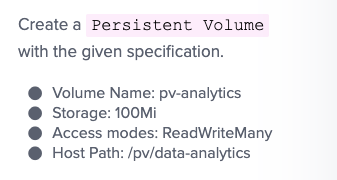 Create a Persistent Volume
with the given specification.
● Volume Name: pv-analytics
● Storage: 100Mi
● Access modes: ReadWriteMany
● Host Path: /pv/data-analytics